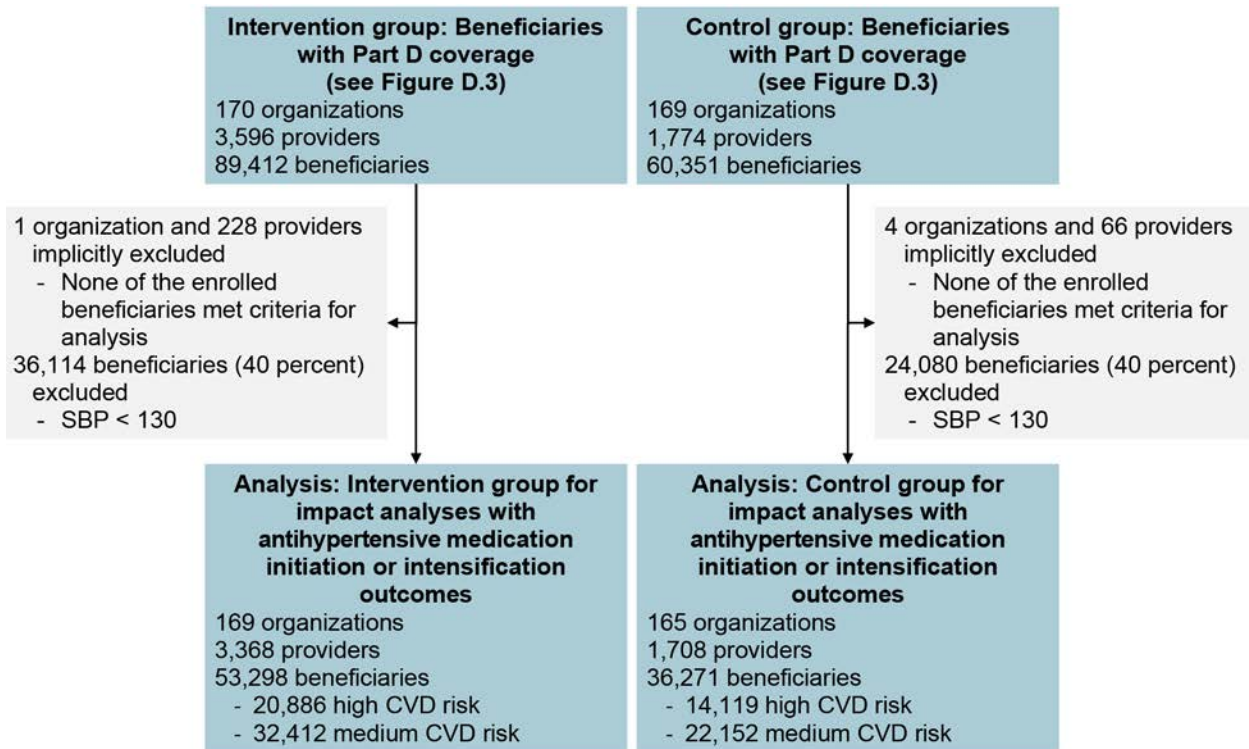 Intervention group: Beneficiaries
with Part D coverage
(see Figure D.3)
170 organizations
3,596 providers
89,412 beneficiaries
Control group: Beneficiaries
with Part D coverage
(see Figure D.3)
169 organizations
1,774 providers
60,351 beneficiaries
1 organization and 228 providers
implicitly excluded
- None of the enrolled
beneficiaries met criteria for
analysis
36,114 beneficiaries (40 percent)
excluded
- SBP < 130
4 organizations and 66 providers
implicitly excluded
- None of the enrolled
beneficiaries met criteria for
analysis
24,080 beneficiaries (40 percent)
excluded
- SBP < 130
Analysis: Intervention group for
impact analyses with
antihypertensive medication
initiation or intensification
outcomes
169 organizations
3,368 providers
53,298 beneficiaries
- 20,886 high CVD risk
- 32,412 medium CVD risk
Analysis: Control group for
impact analyses with
antihypertensive medication
initiation or intensification
outcomes
165 organizations
1,708 providers
36,271 beneficiaries
- 14,119 high CVD risk
- 22,152 medium CVD risk